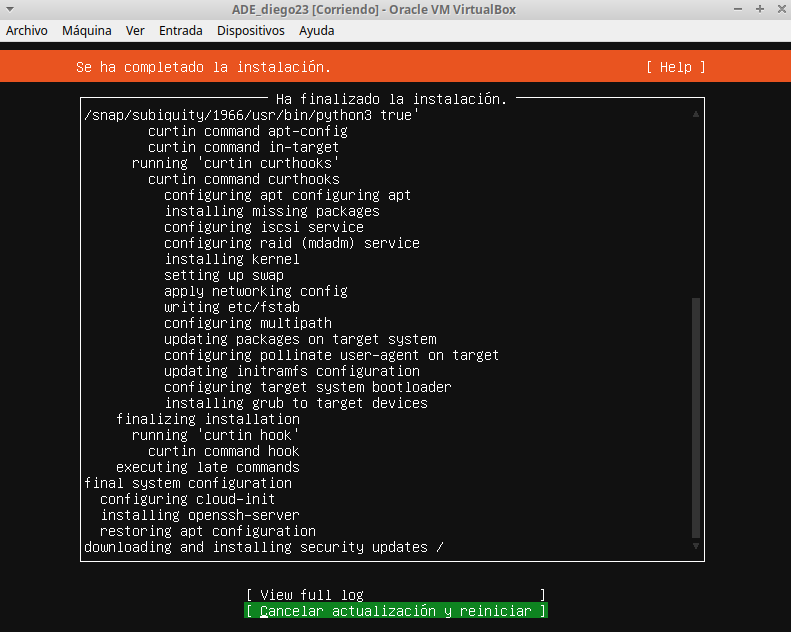 ADE_diego23 [Corriendo] - Oracle VM VirtualBox
Archivo Máquina Ver Entrada Dispositivos Ayuda
Se ha completado la instalación. [ Help ]
Ha finalizado la instalación.
/snap/subiquity/1966/usr/bin/python3 true'
curtin command apt-config
curtin command in-target
running 'curtin curthooks'
curtin command curthooks
configuring apt configuring apt
installing missing packages
configuring iscsi service
configuring raid (mdadm) service
installing kernel
setting up swap
apply networking config
writing etc/fstab
configuring multipath
updating packages on target system
configuring pollinate user-agent on target
updating initramfs configuration
configuring target system bootloader
installing grub to target devices
finalizing installation
running 'curtin hook'
curtin command hook
executing late commands
final system configuration
configuring cloud-init
installing openssh-server
restoring apt configuration
downloading and installing security updates /
[ View full log ]
[ Cancelar actualización y reiniciar ]